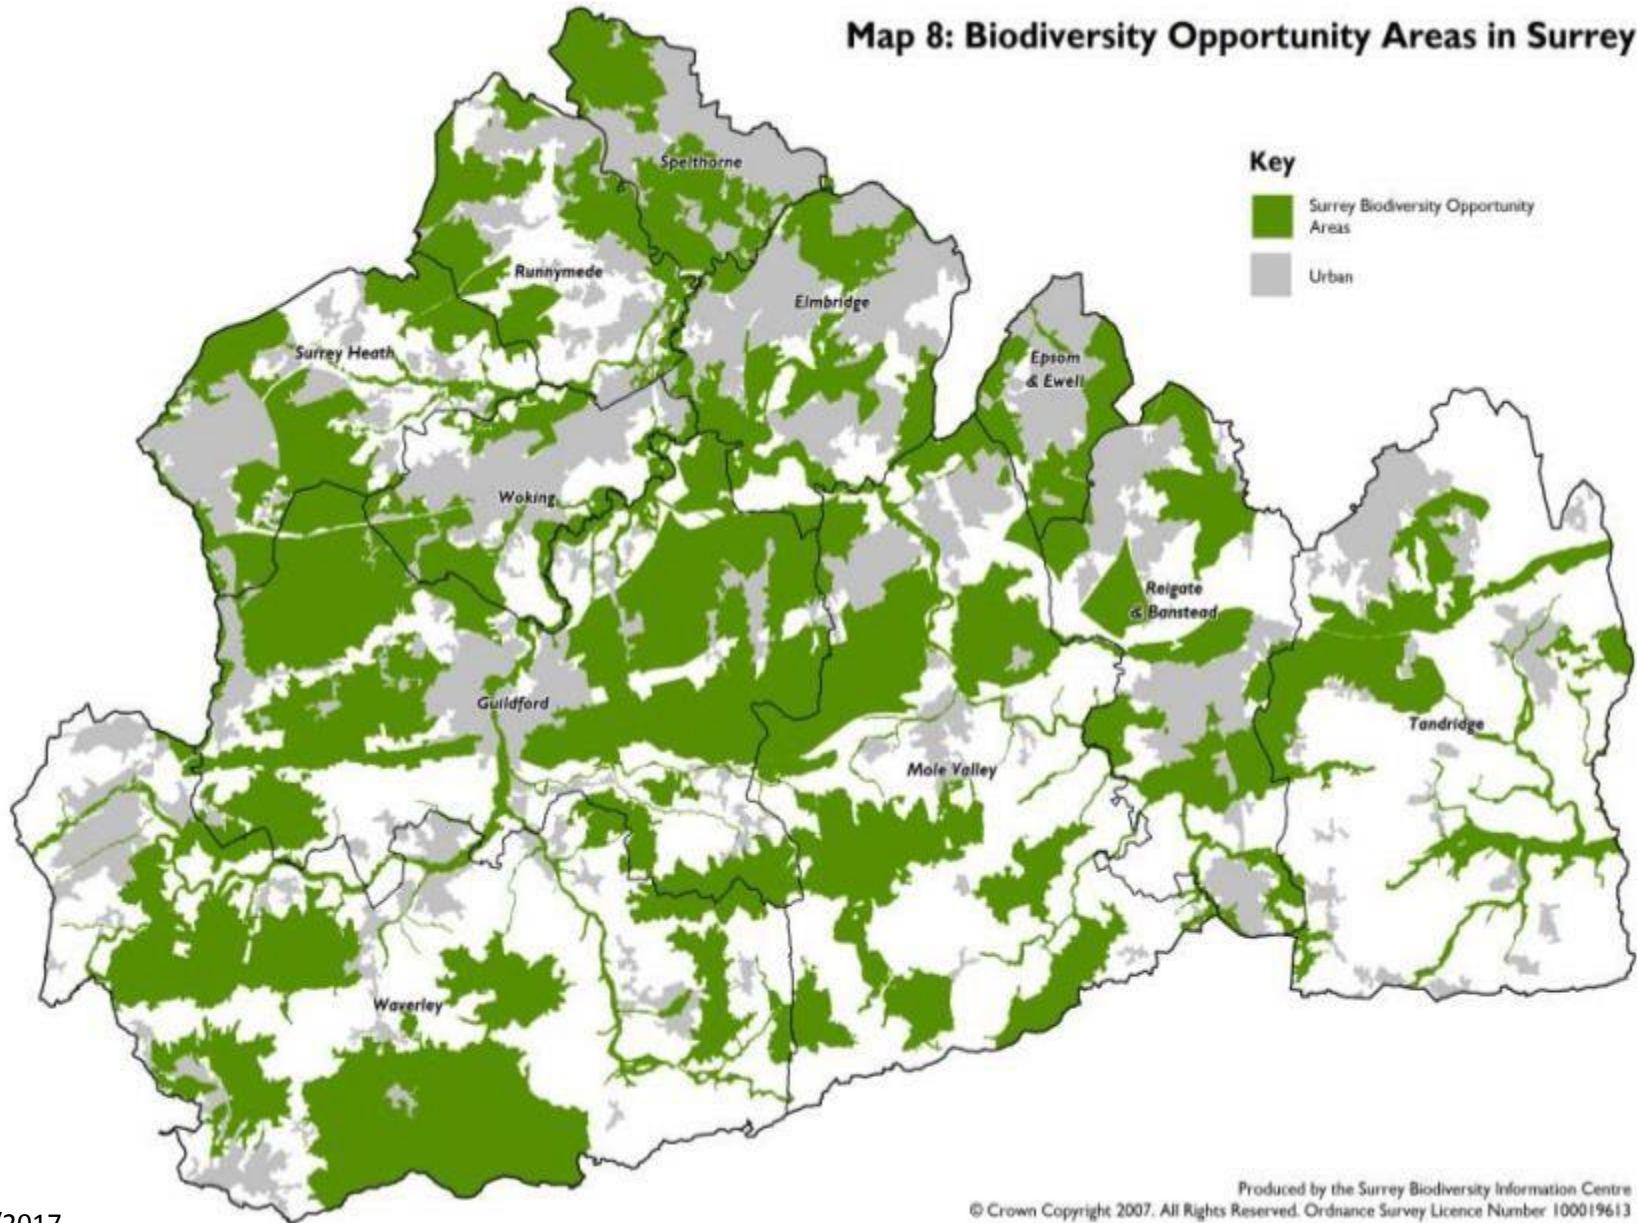 Map 8: Biodiversity Opportunity Areas in Surrey
Key
Surrey Biodiversity Opportunity
Areas
Urban
Spelthorne
Runnymede
Elmbridge
Surrey Heath
Epsom
& Ewell
Woking
Reigate
& Banstead
Guildford
Tandridge
Mole Valley
Waverley
Produced by the Surrey Biodiversity Information Centre
© Crown Copyright 2007. All Rights Reserved. Ordnance Survey Licence Number 100019613
/2017